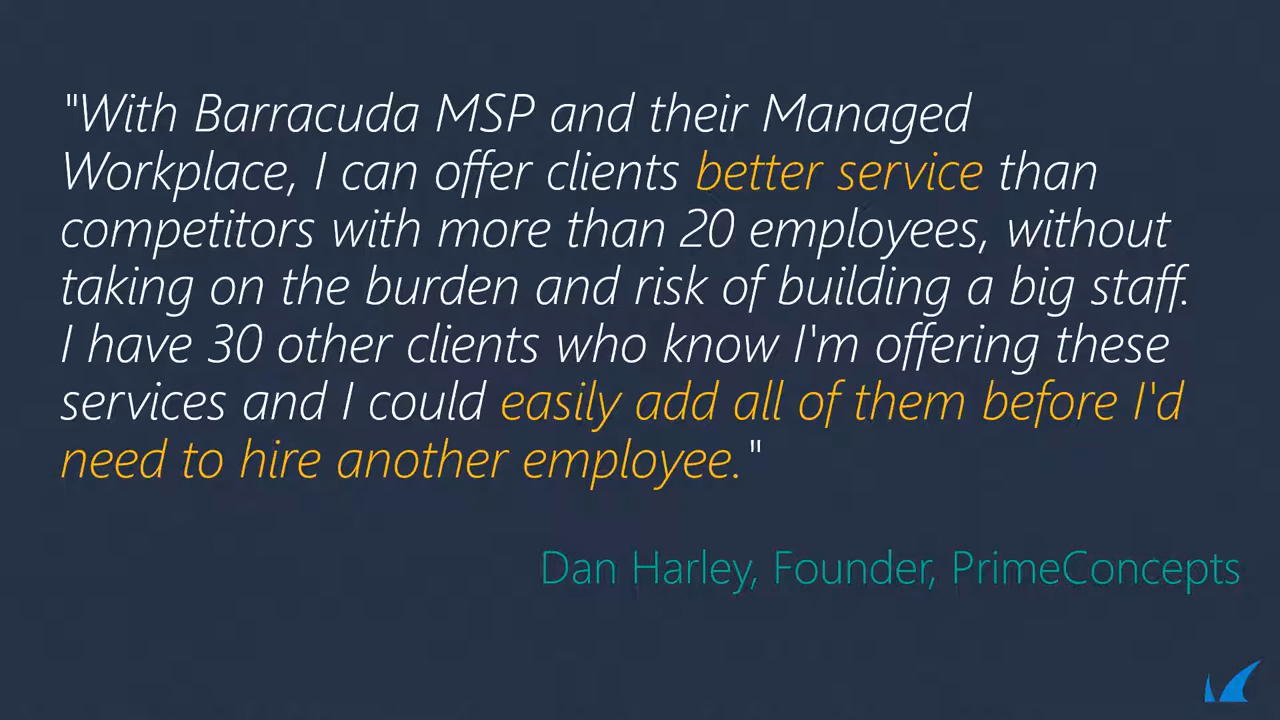 "With Barracuda MSP and their Managed
Workplace, I can offer clients better service than
competitors with more than 20 employees, without
taking on the burden and risk of building a big staff.
I have 30 other clients who know I'm offering these
services and I could easily add all of them before I'd
need to hire another employee."
Dan Harley, Founder, PrimeConcepts